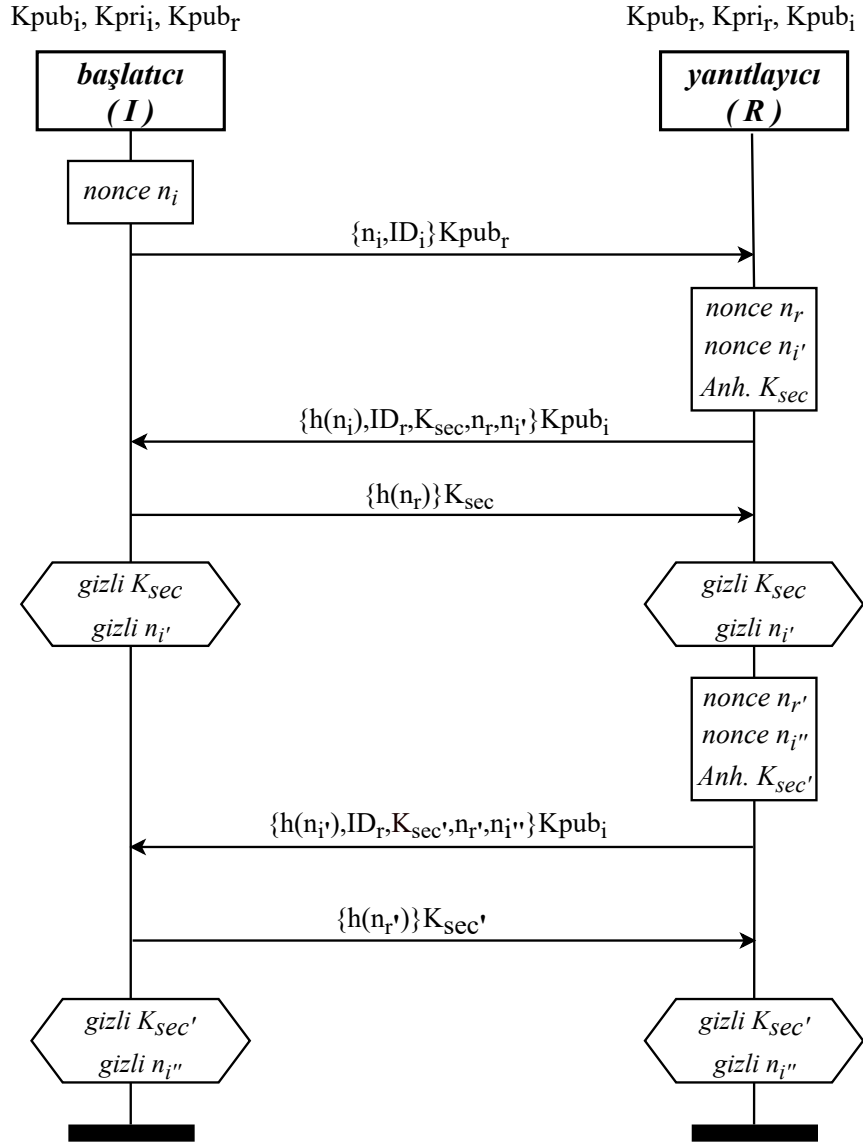 Kpubi, Kprii, Kpubr
Kpubr, Kprir, Kpubi
başlatıcı
( I )
yanıtlayıcı
( R )
nonce ni
{ni,IDi}Kpubr
nonce nr
nonce ni'
Anh. Ksec
{h(ni),IDr,Ksec,nr,ni'}Kpubi
{h(nr)}Ksec
gizli Ksec
gizli ni'
gizli Ksec
gizli ni'
nonce nr'
nonce ni''
Anh. Ksec'
{h(ni'),IDr,Ksec',nr',ni''}Kpubi
{h(nr')}Ksec'
gizli Ksec'
gizli ni''
gizli Ksec'
gizli ni''